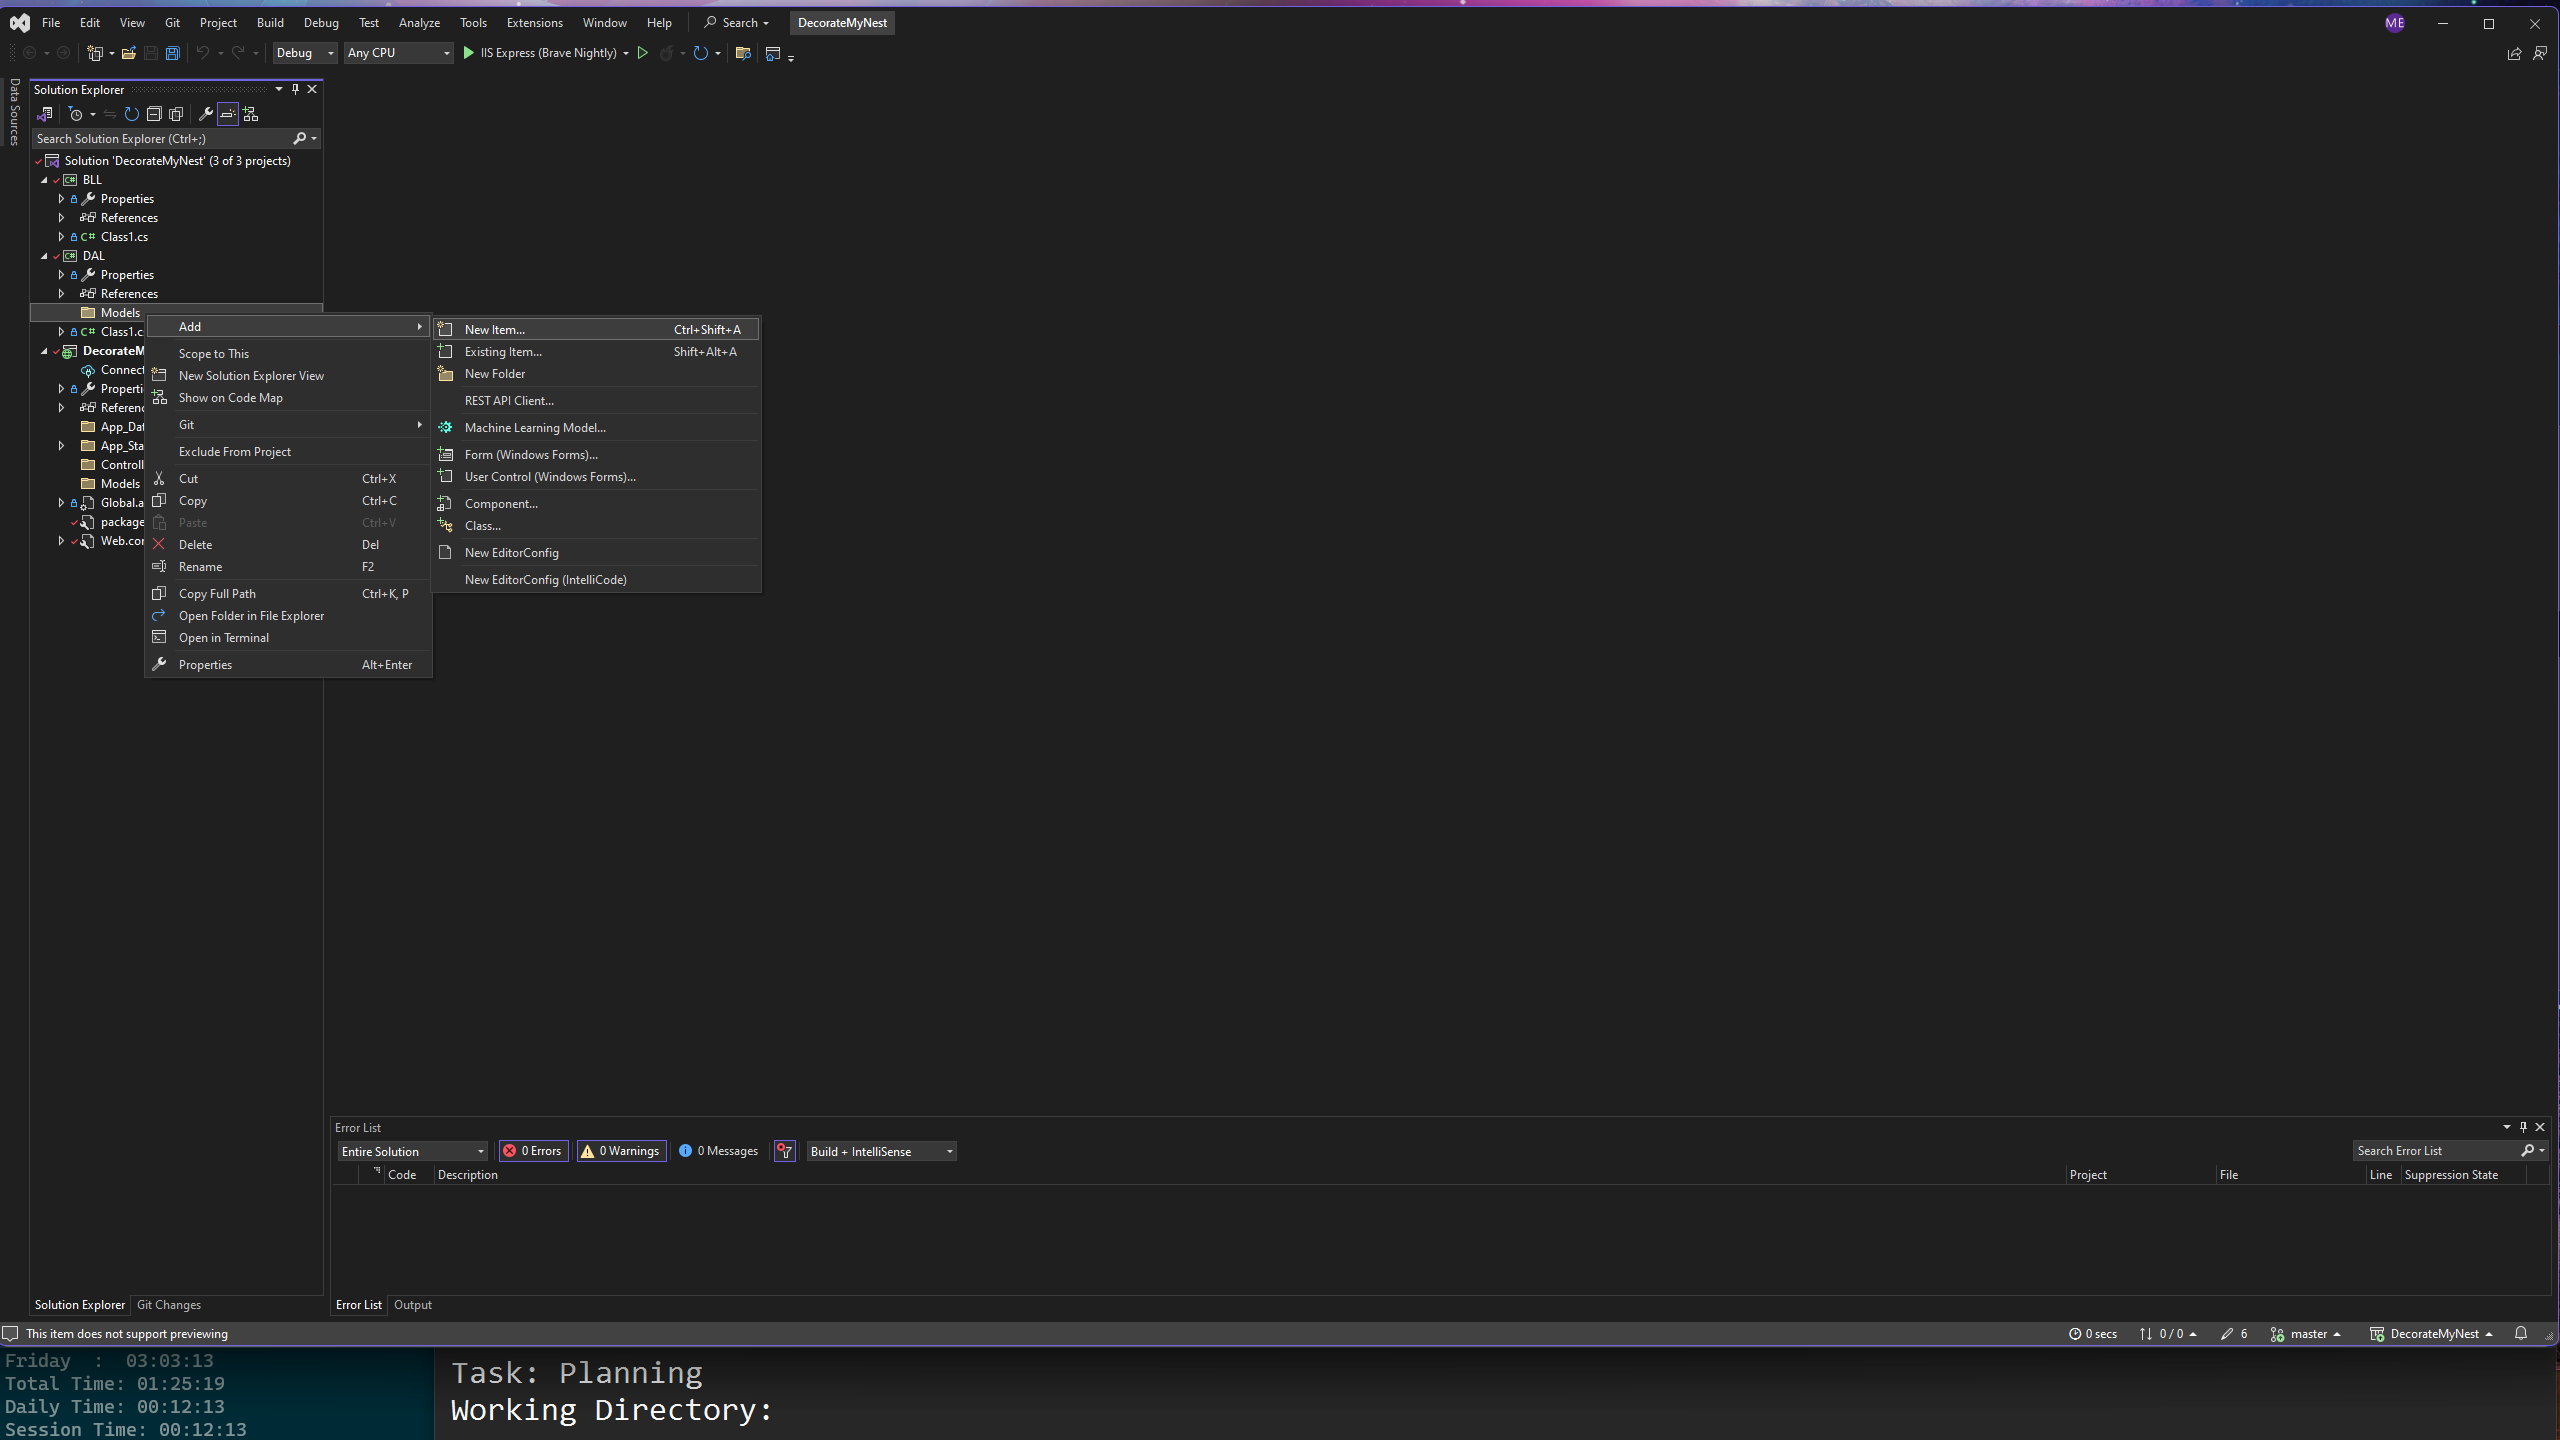 File Edit View Git Project Build Debug Test Analyze Tools Extensions Window Help Search DecorateMyNest ME
Debug Any CPU IIS Express (Brave Nightly)
Data Sources
Solution Explorer
Search Solution Explorer (Ctrl+;)
Solution 'DecorateMyNest' (3 of 3 projects)
BLL
Properties
References
C# Class1.cs
DAL
Properties
References
Models
C# Class1.c
DecorateM
Connect
Properti
Referenc
App_Dat
App_Sta
Controll
Models
Global.a
package
Web.cor
Add
Scope to This
New Solution Explorer View
Show on Code Map
Git
Exclude From Project
Cut Ctrl+X
Copy Ctrl+C
Paste Ctrl+V
Delete Del
Rename F2
Copy Full Path Ctrl+K, P
Open Folder in File Explorer
Open in Terminal
Properties Alt+Enter
New Item... Ctrl+Shift+A
Existing Item... Shift+Alt+A
New Folder
REST API Client...
Machine Learning Model...
Form (Windows Forms)...
User Control (Windows Forms)...
Component...
Class...
New EditorConfig
New EditorConfig (IntelliCode)
Error List
Entire Solution 0 Errors 0 Warnings 0 Messages Build + IntelliSense Search Error List
Code Description Project File Line Suppression State
Solution Explorer Git Changes Error List Output
This item does not support previewing 0 secs 0 / 0 6 master DecorateMyNest
Friday : 03:03:13
Total Time: 01:25:19
Daily Time: 00:12:13
Session Time: 00:12:13
Task: Planning
Working Directory: